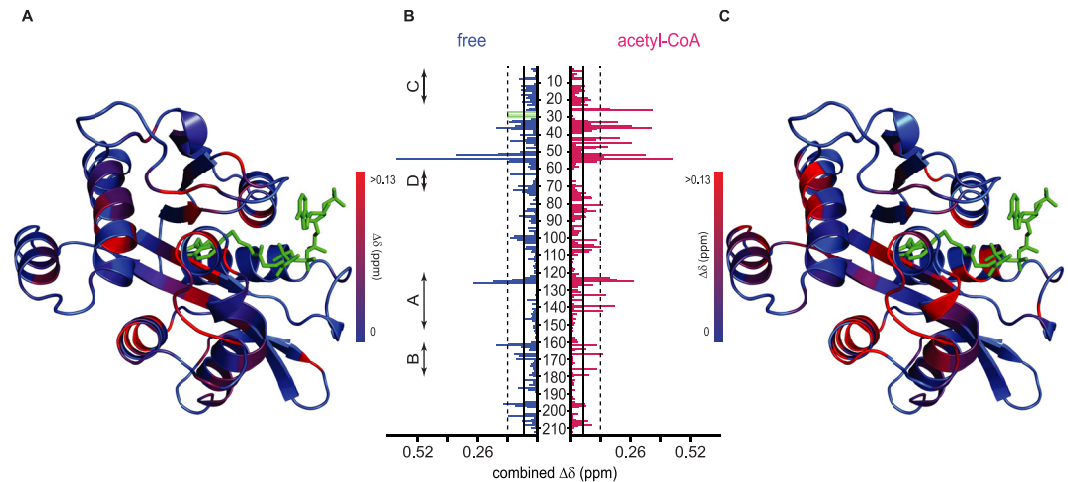 A
B
C
free
acetyl-CoA
C
D
A
B
10
20
30
40
50
60
70
80
90
100
110
120
130
140
150
160
170
180
190
200
210
>0.13
Δδ (ppm)
0
>0.13
Δδ (ppm)
0
0.52
0.26
0.26
0.52
combined Δδ (ppm)